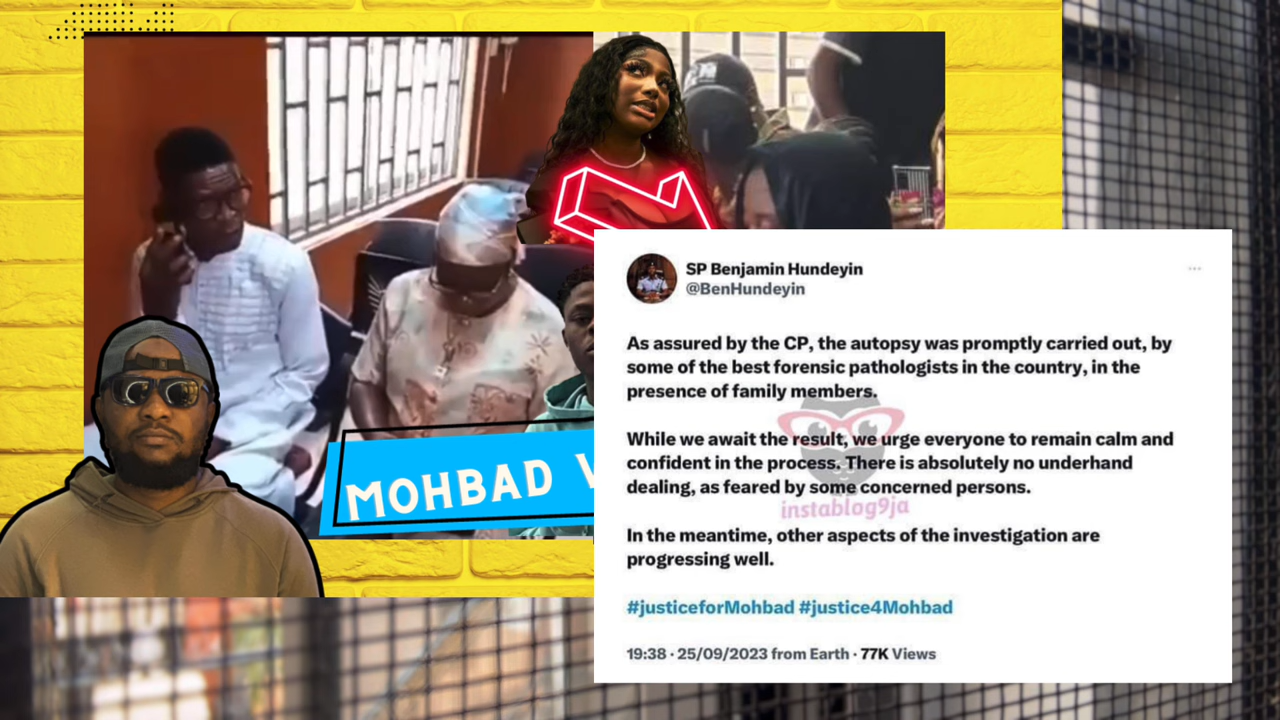 MOHBAD
SP Benjamin Hundeyin
@BenHundeyin
As assured by the CP, the autopsy was promptly carried out, by
some of the best forensic pathologists in the country, in the
presence of family members.
While we await the result, we urge everyone to remain calm and
confident in the process. There is absolutely no underhand
dealing, as feared by some concerned persons.
In the meantime, other aspects of the investigation are
progressing well.
instablog9ja
#justiceforMohbad #justice4Mohbad
19:38 · 25/09/2023 from Earth · 77K Views